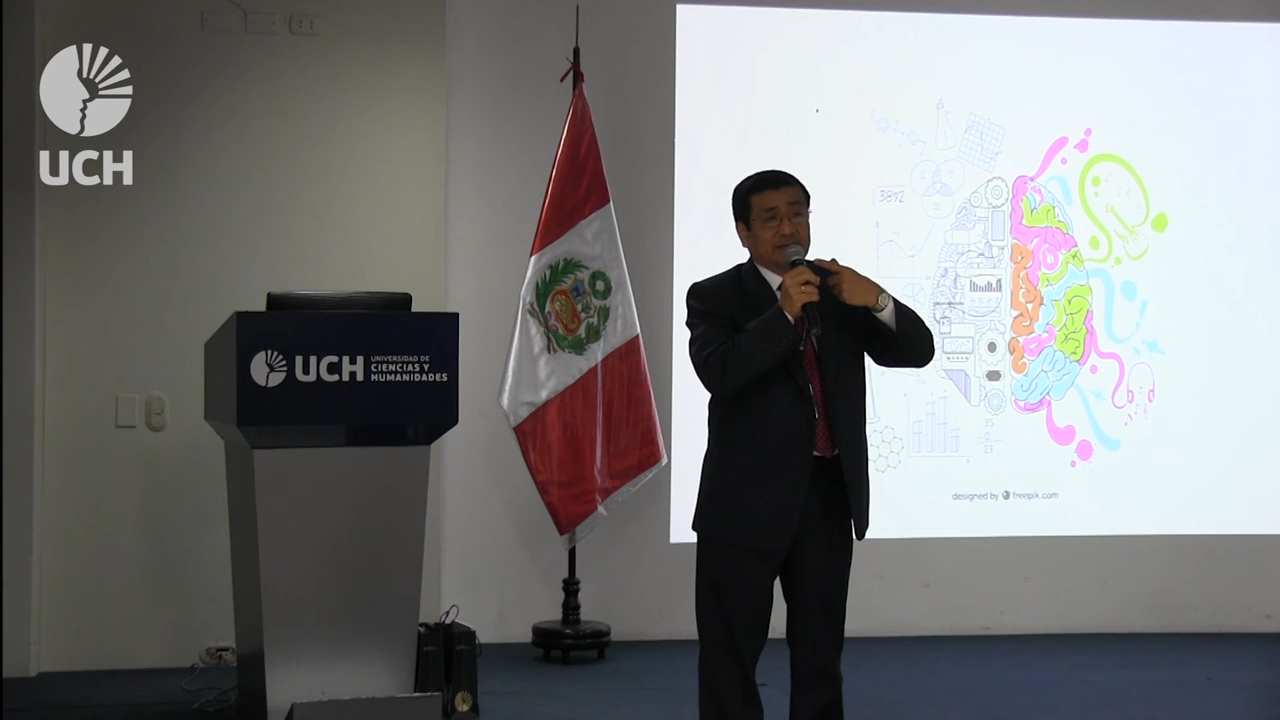 UCH
UCH UNIVERSIDAD DE
CIENCIAS Y
HUMANIDADES
3892
designed by freepik.com